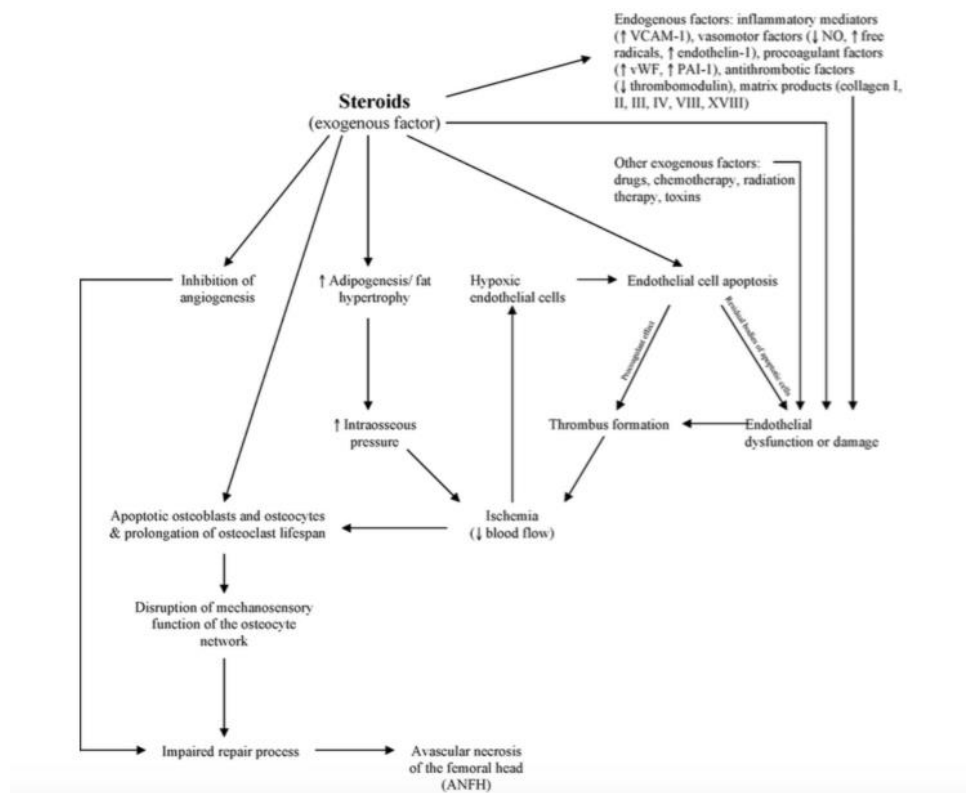 Endogenous factors: inflammatory mediators
(↑ VCAM-1), vasomotor factors (↓ NO, ↑ free
radicals, ↑ endothelin-1), procoagulant factors
(↑ vWF, ↑ PAI-1), antithrombotic factors
(↓ thrombomodulin), matrix products (collagen I,
II, III, IV, VIII, XVIII)
Steroids
(exogenous factor)
Other exogenous factors:
drugs, chemotherapy, radiation
therapy, toxins
Inhibition of
angiogenesis
↑ Adipogenesis/ fat
hypertrophy
Hypoxic
endothelial cells
Endothelial cell apoptosis
Procoagulant effect
Residual bodies of apoptotic cells
↑ Intraosseous
pressure
Thrombus formation
Endothelial
dysfunction or damage
Apoptotic osteoblasts and osteocytes
& prolongation of osteoclast lifespan
Ischemia
(↓ blood flow)
Disruption of mechanosensory
function of the osteocyte
network
Impaired repair process
Avascular necrosis
of the femoral head
(ANFH)